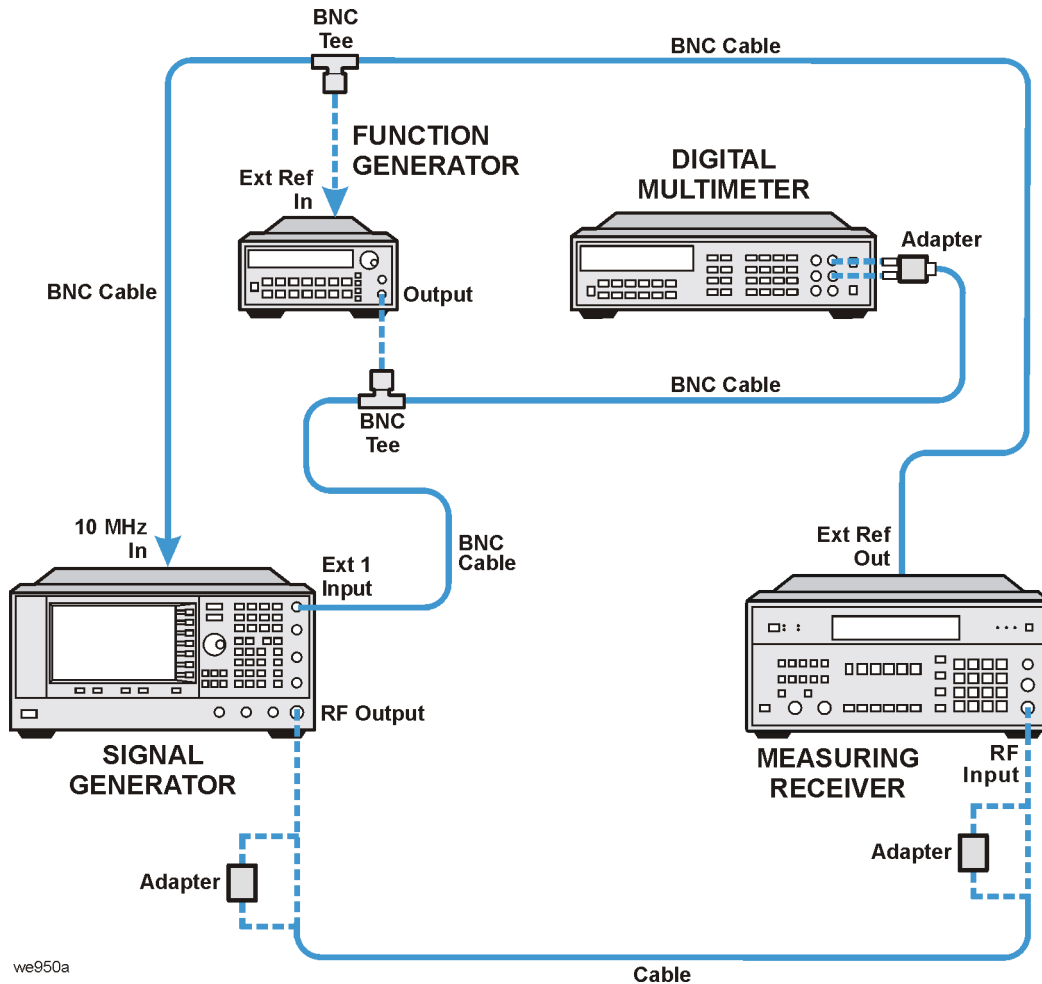 BNC
Tee
BNC Cable
FUNCTION
GENERATOR
Ext Ref
In
DIGITAL
MULTIMETER
Adapter
BNC Cable
Output
BNC Cable
BNC
Tee
10 MHz
In
Ext 1
Input
BNC
Cable
Ext Ref
Out
RF Output
SIGNAL
GENERATOR
MEASURING
RECEIVER
RF
Input
Adapter
Adapter
we950a
Cable